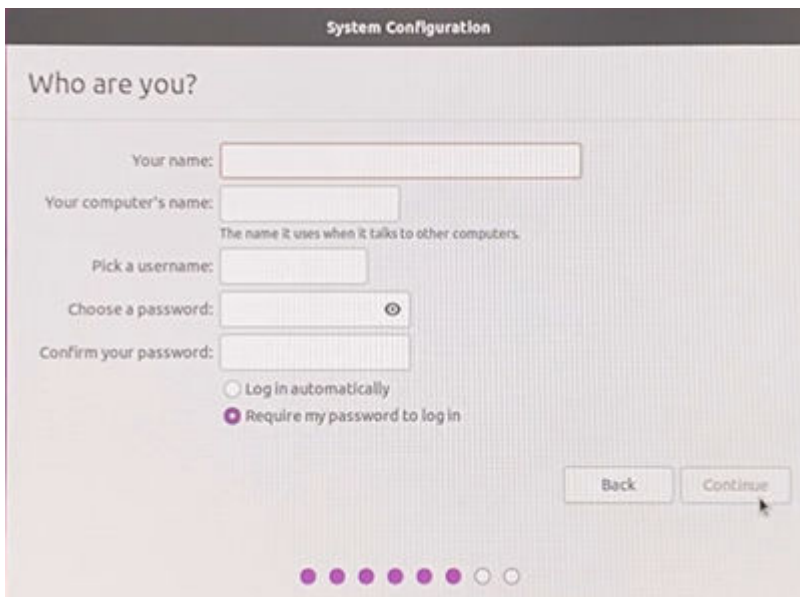 System Configuration
Who are you?
Your name:
Your computer's name:
The name it uses when it talks to other computers.
Pick a username:
Choose a password:
Confirm your password:
Log in automatically
Require my password to log in
Back
Continue